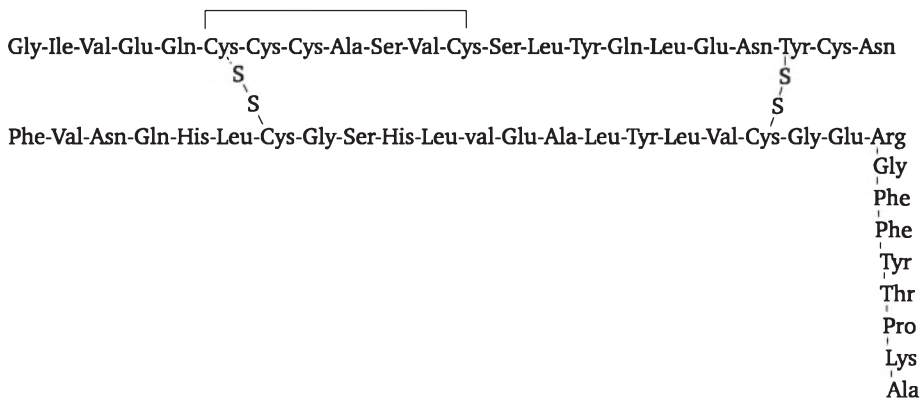 Gly-Ile-Val-Glu-Gln-Cys-Cys-Cys-Ala-Ser-Val-Cys-Ser-Leu-Tyr-Gln-Leu-Glu-Asn-Tyr-Cys-Asn
S S
S S
Phe-Val-Asn-Gln-His-Leu-Cys-Gly-Ser-His-Leu-val-Glu-Ala-Leu-Tyr-Leu-Val-Cys-Gly-Glu-Arg
Gly
Phe
Phe
Tyr
Thr
Pro
Lys
Ala